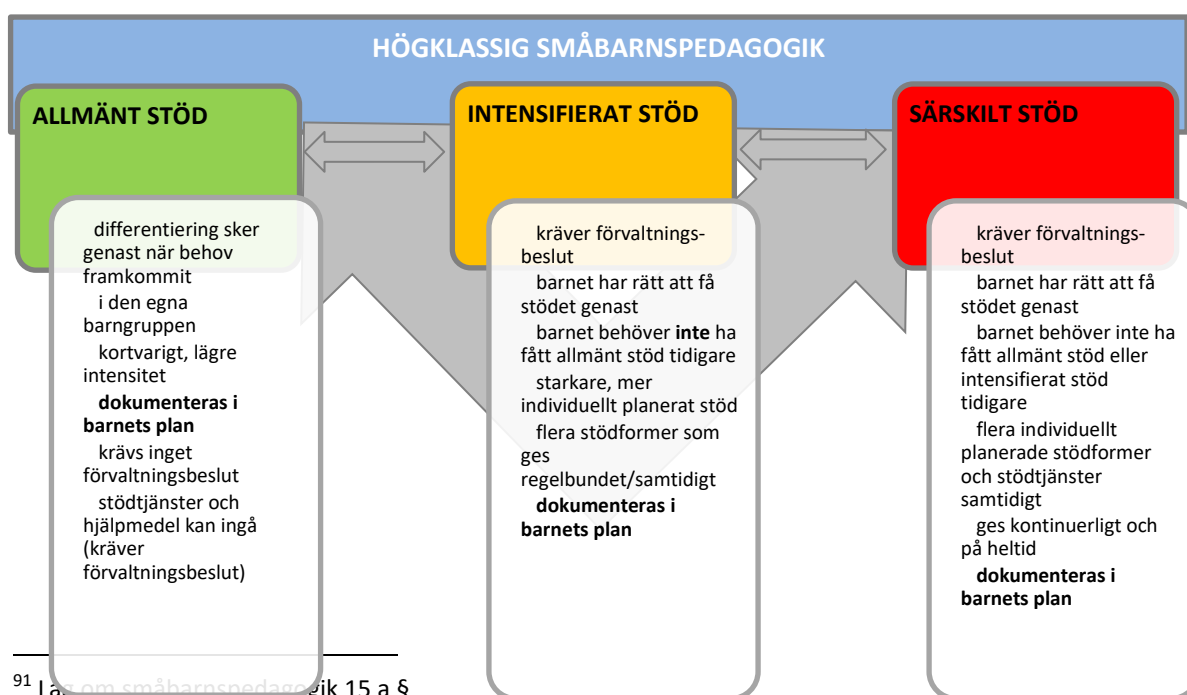 HÖGKLASSIG SMÅBARNSPEDAGOGIK
ALLMÄNT STÖD
differentiering sker
genast när behov
framkommit
i den egna
barngruppen
kortvarigt, lägre
intensitet
dokumenteras i
barnets plan
krävs inget
förvaltningsbeslut
stödtjänster och
hjälpmedel kan ingå
(kräver
förvaltningsbeslut)
INTENSIFIERAT STÖD
kräver förvaltnings-
beslut
barnet har rätt att få
stödet genast
barnet behöver inte ha
fått allmänt stöd tidigare
starkare, mer
individuellt planerat stöd
flera stödformer som
ges
regelbundet/samtidigt
dokumenteras i
barnets plan
SÄRSKILT STÖD
kräver förvaltnings-
beslut
barnet har rätt att få
stödet genast
barnet behöver inte ha
fått allmänt stöd eller
intensifierat stöd
tidigare
flera individuellt
planerade stödformer
och stödtjänster
samtidigt
ges kontinuerligt och
på heltid
dokumenteras i
barnets plan
91 Lag om småbarnspedagogik 15 a §